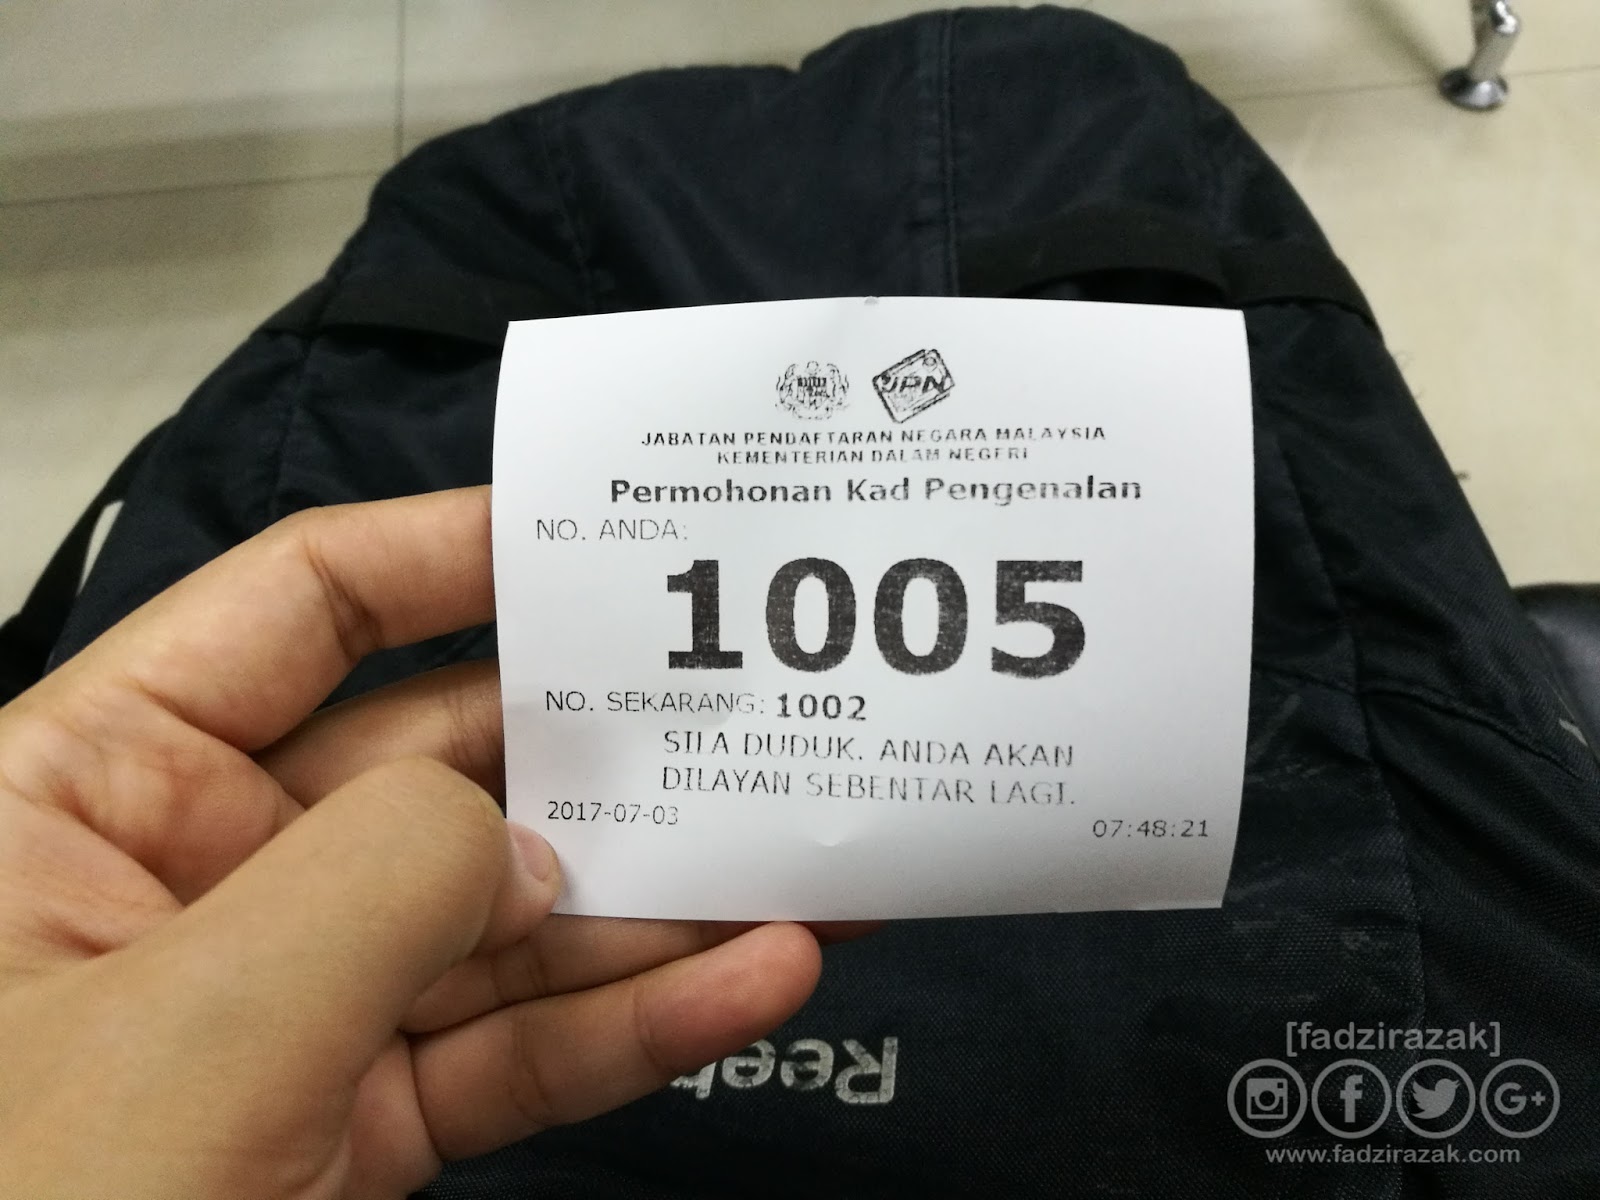 JPN
JABATAN PENDAFTARAN NEGARA MALAYSIA
KEMENTERIAN DALAM NEGERI
Permohonan Kad Pengenalan
NO. ANDA:
1005
NO. SEKARANG: 1002
SILA DUDUK. ANDA AKAN
DILAYAN SEBENTAR LAGI.
2017-07-03 07:48:21
Reeb
[fadzirazak]
G+
www.fadzirazak.com